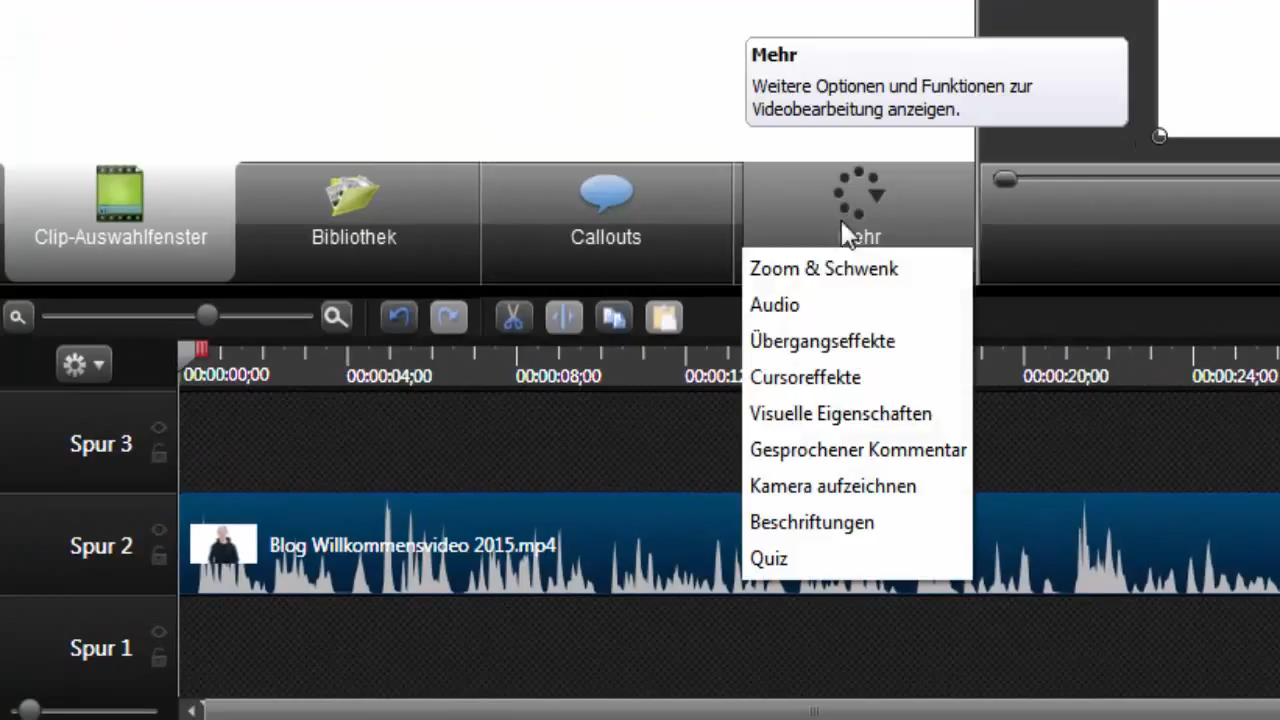 Mehr
Weitere Optionen und Funktionen zur
Videobearbeitung anzeigen.
Clip-Auswahlfenster
Bibliothek
Callouts
Zoom & Schwenk
Audio
Übergangseffekte
Cursoreffekte
Visuelle Eigenschaften
Gesprochener Kommentar
Kamera aufzeichnen
Beschriftungen
Quiz
00:00:00;00
00:00:04;00
00:00:08;00
00:00:20;00
00:00:24;00
Spur 3
Spur 2
Blog Willkommensvideo 2015.mp4
Spur 1